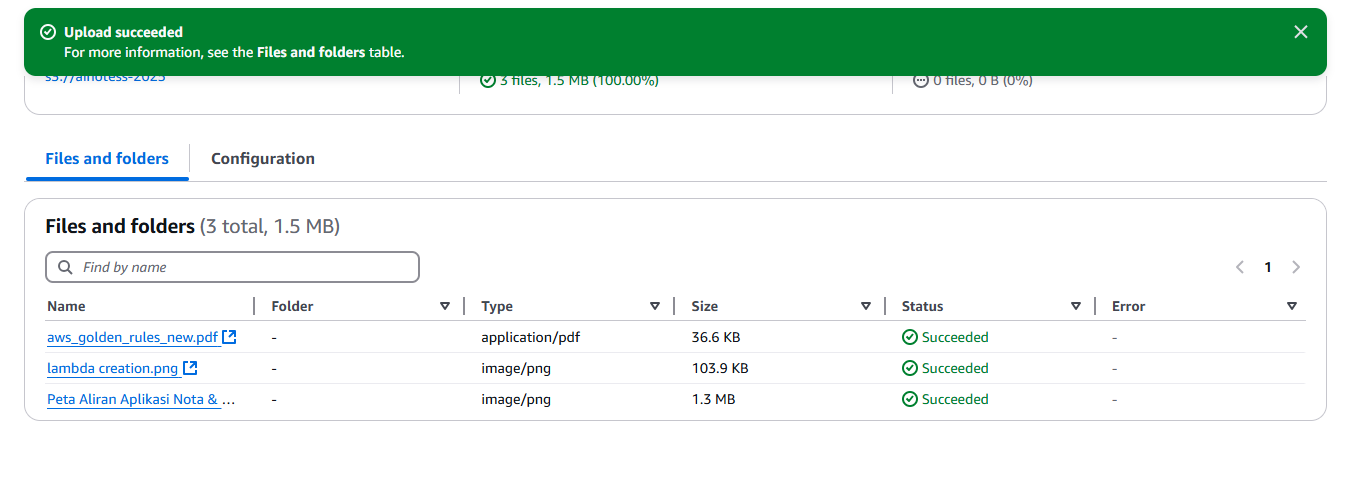 Upload succeeded
For more information, see the Files and folders table.
s3://ainotess-2025
3 files, 1.5 MB (100.00%)
0 files, 0 B (0%)
Files and folders
Configuration
Files and folders (3 total, 1.5 MB)
Find by name
1
Name Folder Type Size Status Error
aws_golden_rules_new.pdf - application/pdf 36.6 KB Succeeded -
lambda creation.png - image/png 103.9 KB Succeeded -
Peta Aliran Aplikasi Nota & ... - image/png 1.3 MB Succeeded -